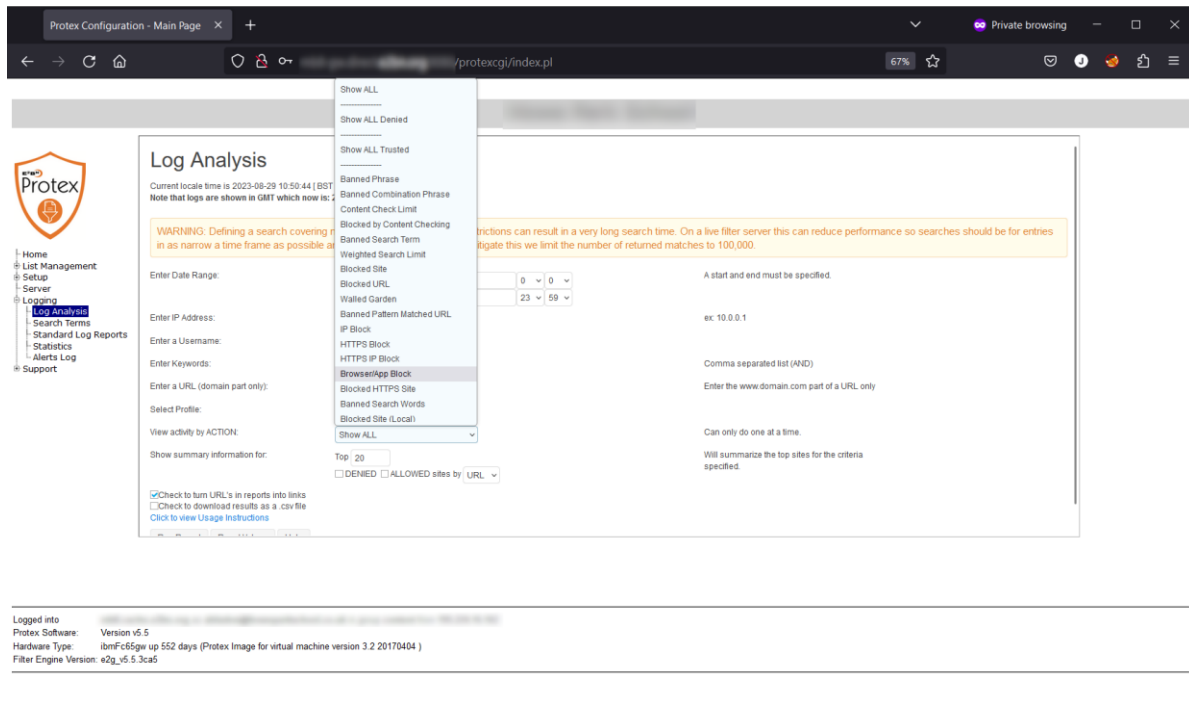 Protex Configuration - Main Page
Private browsing
/protexcgi/index.pl
67%
J
Show ALL
---------------
Show ALL Denied
---------------
Show ALL Trusted
---------------
Banned Phrase
Banned Combination Phrase
Content Check Limit
Blocked by Content Checking
Banned Search Term
Weighted Search Limit
Blocked Site
Blocked URL
Walled Garden
Banned Pattern Matched URL
IP Block
HTTPS Block
HTTPS IP Block
Browser/App Block
Blocked HTTPS Site
Banned Search Words
Blocked Site (Local)
Protex
Home
List Management
Setup
Server
Logging
Log Analysis
Search Terms
Standard Log Reports
Statistics
Alerts Log
Support
Log Analysis
Current locale time is 2023-08-29 10:50:44 [BST
Note that logs are shown in GMT which now is:
WARNING: Defining a search covering trictions can result in a very long search time. On a live filter server this can reduce performance so searches should be for entries
in as narrow a time frame as possible itigate this we limit the number of returned matches to 100,000.
Enter Date Range: 0 0 A start and end must be specified.
23 59
Enter IP Address: ex: 10.0.0.1
Enter a Username:
Enter Keywords: Comma separated list (AND)
Enter a URL (domain part only): Enter the www.domain.com part of a URL only
Select Profile:
View activity by ACTION: Show ALL Can only do one at a time.
Show summary information for: Top 20 Will summarize the top sites for the criteria
specified.
DENIED ALLOWED sites by URL
Check to turn URL's in reports into links
Check to download results as a .csv file
Click to view Usage Instructions
Logged into
Protex Software: Version v5.5
Hardware Type: ibmFc65gw up 552 days (Protex Image for virtual machine version 3.2 20170404 )
Filter Engine Version: e2g_v5.5.3ca5